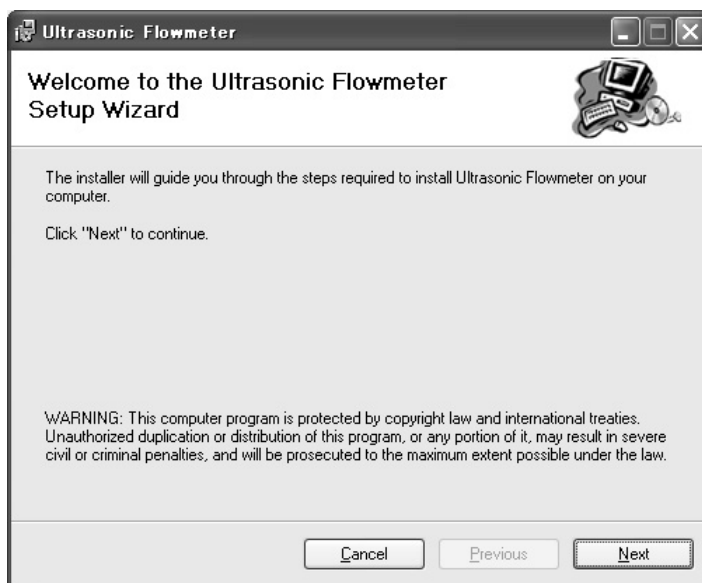 Ultrasonic Flowmeter
Welcome to the Ultrasonic Flowmeter
Setup Wizard
The installer will guide you through the steps required to install Ultrasonic Flowmeter on your
computer.
Click "Next" to continue.
WARNING: This computer program is protected by copyright law and international treaties.
Unauthorized duplication or distribution of this program, or any portion of it, may result in severe
civil or criminal penalties, and will be prosecuted to the maximum extent possible under the law.
Cancel Previous Next